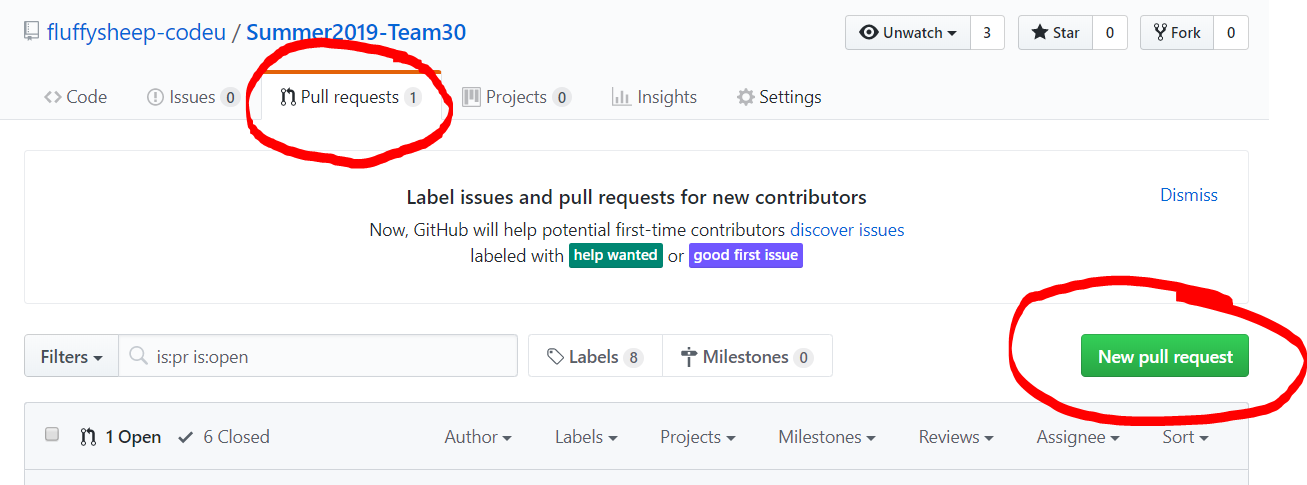 fluffysheep-codeu / Summer2019-Team30 Unwatch 3 Star 0 Fork 0
Code Issues 0 Pull requests 1 Projects 0 Insights Settings
Label issues and pull requests for new contributors Dismiss
Now, GitHub will help potential first-time contributors discover issues
labeled with help wanted or good first issue
Filters is:pr is:open Labels 8 Milestones 0 New pull request
1 Open 6 Closed Author Labels Projects Milestones Reviews Assignee Sort